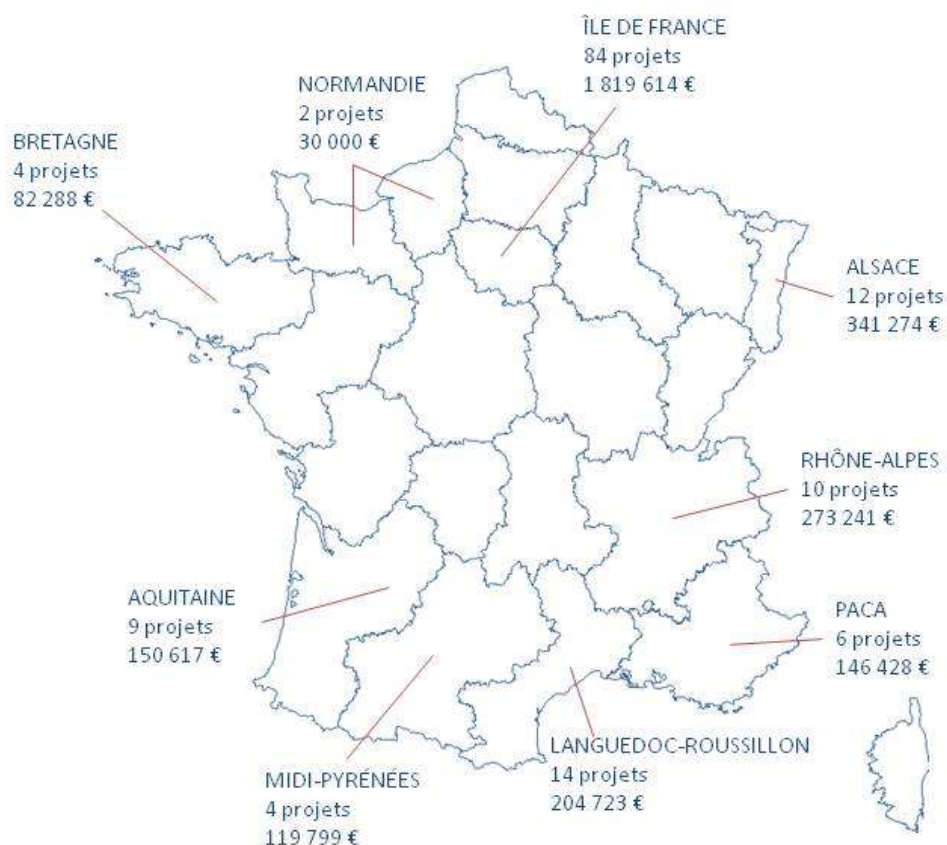 ÎLE DE FRANCE
84 projets
1 819 614 €
NORMANDIE
2 projets
30 000 €
BRETAGNE
4 projets
82 288 €
ALSACE
12 projets
341 274 €
RHÔNE-ALPES
10 projets
273 241 €
AQUITAINE
9 projets
150 617 €
PACA
6 projets
146 428 €
LANGUEDOC-ROUSSILLON
14 projets
204 723 €
MIDI-PYRÉNÉES
4 projets
119 799 €